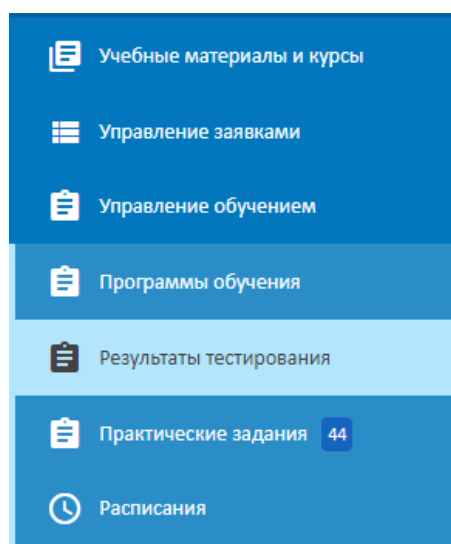 Учебные материалы и курсы
Управление заявками
Управление обучением
Программы обучения
Результаты тестирования
Практические задания 44
Расписания